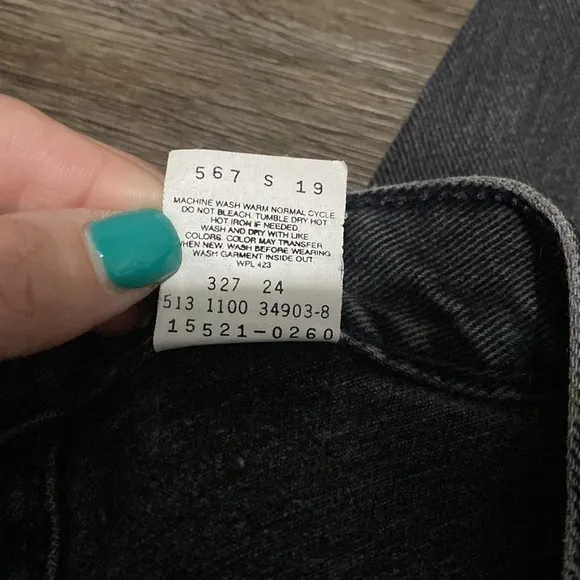 567 S 19
MACHINE WASH WARM NORMAL CYCLE.
DO NOT BLEACH. TUMBLE DRY HOT
HOT IRON IF NEEDED.
WASH AND DRY WITH LIKE
COLORS. COLOR MAY TRANSFER
WHEN NEW WASH BEFORE WEARING
WASH GARMENT INSIDE OUT.
WPL 423
327 24
513 1100 34903-8
15521-0260